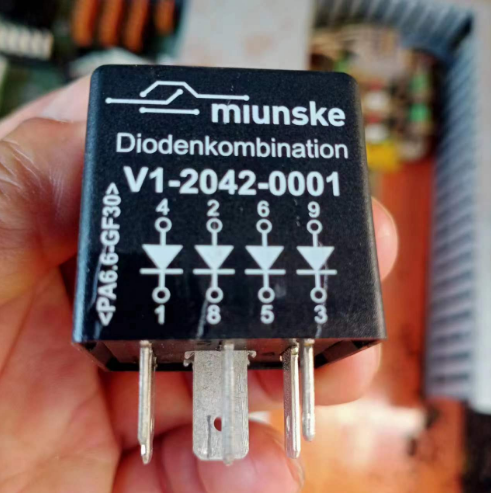 miunske
Diodenkombination
V1-2042-0001
<PA6.6-GF30>
4 2 6 9
1 8 5 3